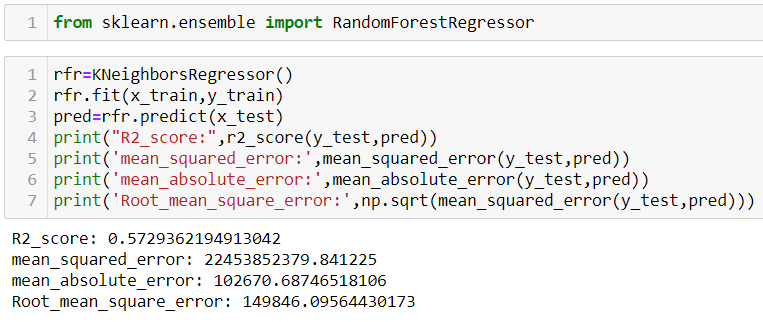 1 from sklearn.ensemble import RandomForestRegressor
1 rfr=KNeighborsRegressor()
2 rfr.fit(x_train,y_train)
3 pred=rfr.predict(x_test)
4 print("R2_score:",r2_score(y_test,pred))
5 print('mean_squared_error:',mean_squared_error(y_test,pred))
6 print('mean_absolute_error:',mean_absolute_error(y_test,pred))
7 print('Root_mean_square_error:',np.sqrt(mean_squared_error(y_test,pred)))
R2_score: 0.5729362194913042
mean_squared_error: 22453852379.841225
mean_absolute_error: 102670.68746518106
Root_mean_square_error: 149846.09564430173